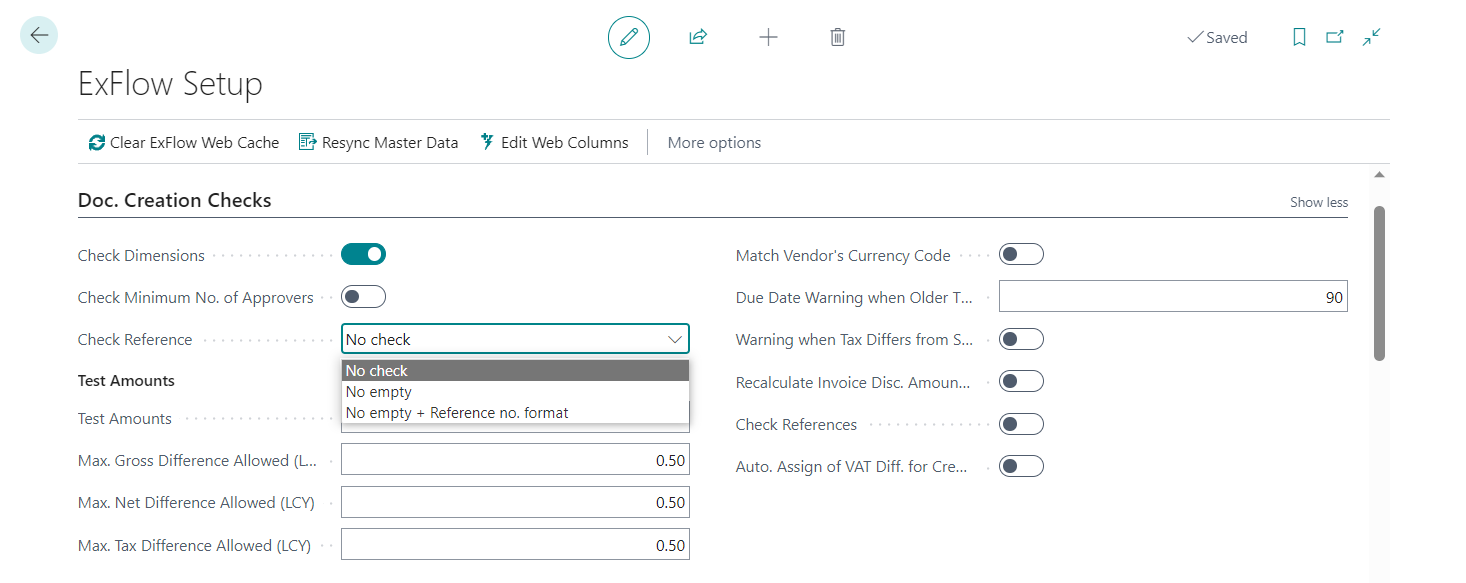 Saved
ExFlow Setup
Clear ExFlow Web Cache
Resync Master Data
Edit Web Columns
More options
Doc. Creation Checks
Show less
Check Dimensions
Check Minimum No. of Approvers
Check Reference
No check
No check
No empty
No empty + Reference no. format
Test Amounts
Test Amounts
Max. Gross Difference Allowed (L...
0.50
Max. Net Difference Allowed (LCY)
0.50
Max. Tax Difference Allowed (LCY)
0.50
Match Vendor's Currency Code
Due Date Warning when Older T...
90
Warning when Tax Differs from S...
Recalculate Invoice Disc. Amoun...
Check References
Auto. Assign of VAT Diff. for Cre...